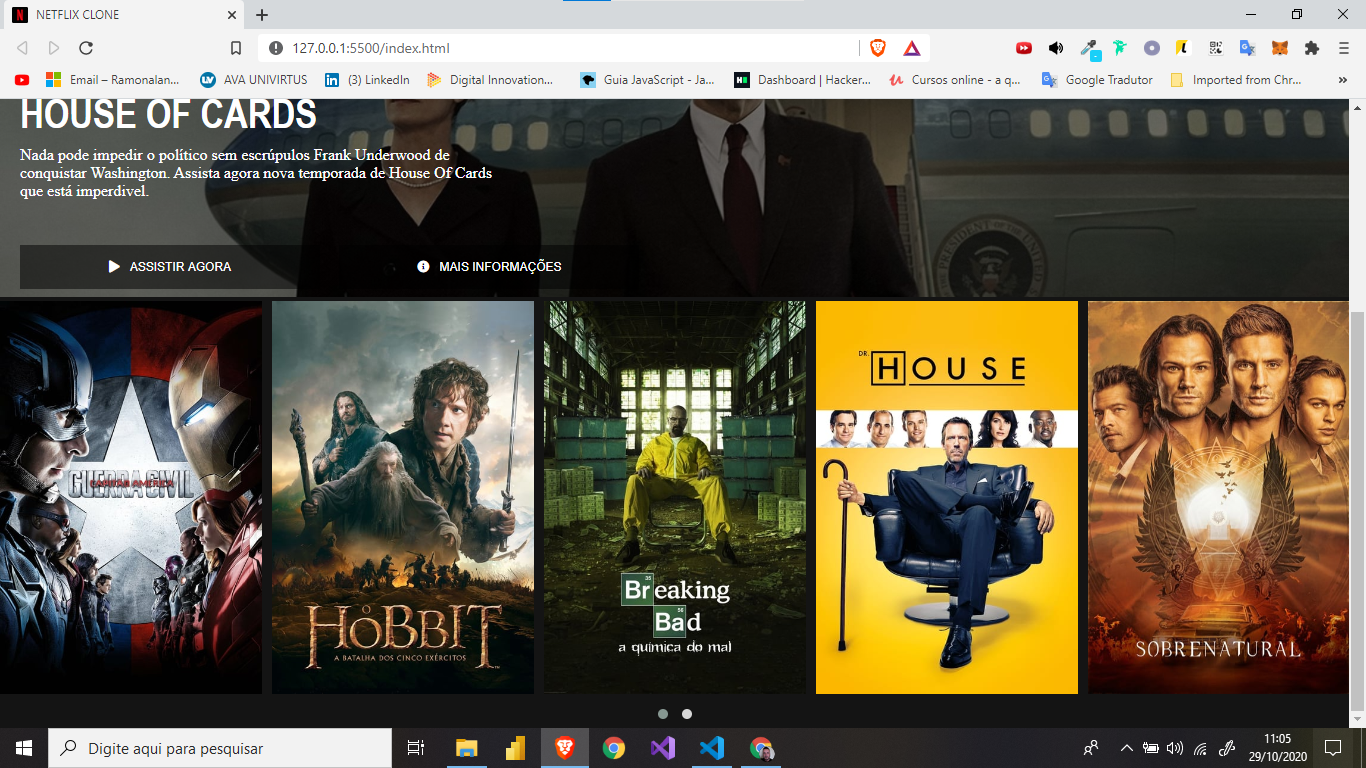 NETFLIX CLONE
127.0.0.1:5500/index.html
Email – Ramonalan...
AVA UNIVIRTUS
(3) LinkedIn
Digital Innovation...
Guia JavaScript - Ja...
Dashboard | Hacker...
Cursos online - a q...
Google Tradutor
Imported from Chr...
HOUSE OF CARDS
Nada pode impedir o político sem escrúpulos Frank Underwood de
conquistar Washington. Assista agora nova temporada de House Of Cards
que está imperdivel.
ASSISTIR AGORA
MAIS INFORMAÇÕES
CAPITÃO AMÉRICA
GUERRA CIVIL
O
HOBBIT
A BATALHA DOS CINCO EXÉRCITOS
Breaking
Bad
a química do mal
DR.
HOUSE
SOBRENATURAL
Digite aqui para pesquisar
11:05
29/10/2020